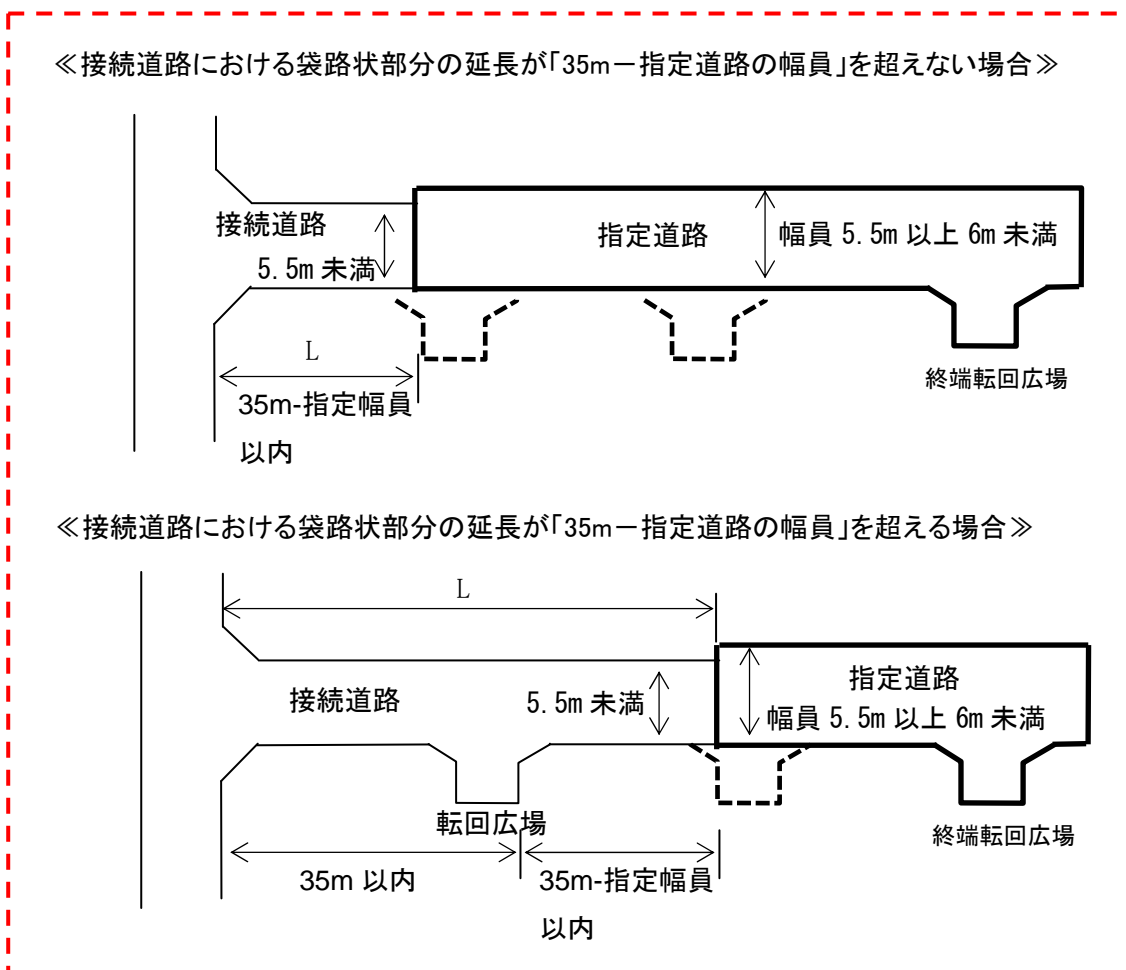 ≪接続道路における袋路状部分の延長が「35m－指定道路の幅員」を超えない場合≫
接続道路
5.5m 未満
指定道路
幅員 5.5m 以上 6m 未満
L
35m-指定幅員
以内
終端転回広場
≪接続道路における袋路状部分の延長が「35m－指定道路の幅員」を超える場合≫
L
接続道路
5.5m 未満
指定道路
幅員 5.5m 以上 6m 未満
転回広場
終端転回広場
35m 以内
35m-指定幅員
以内